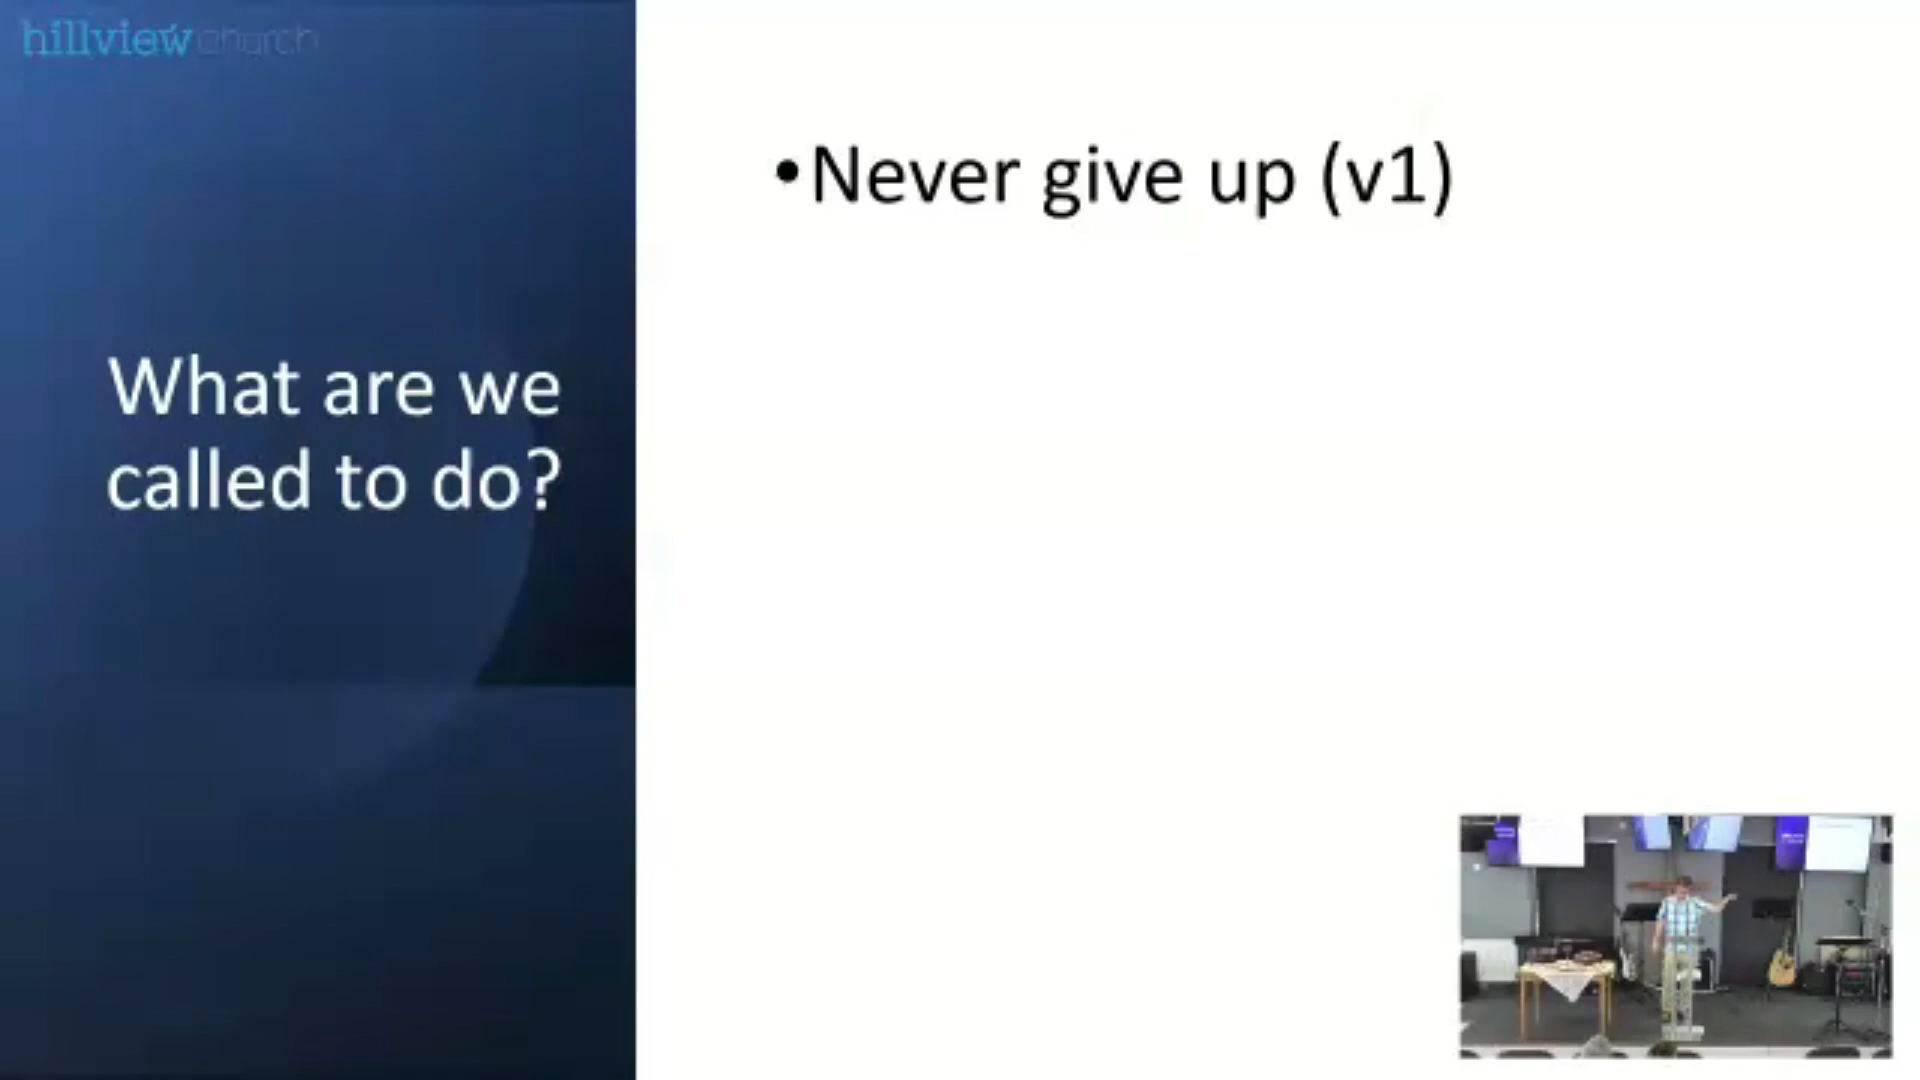 hillview church
•Never give up (v1)
What are we
called to do?